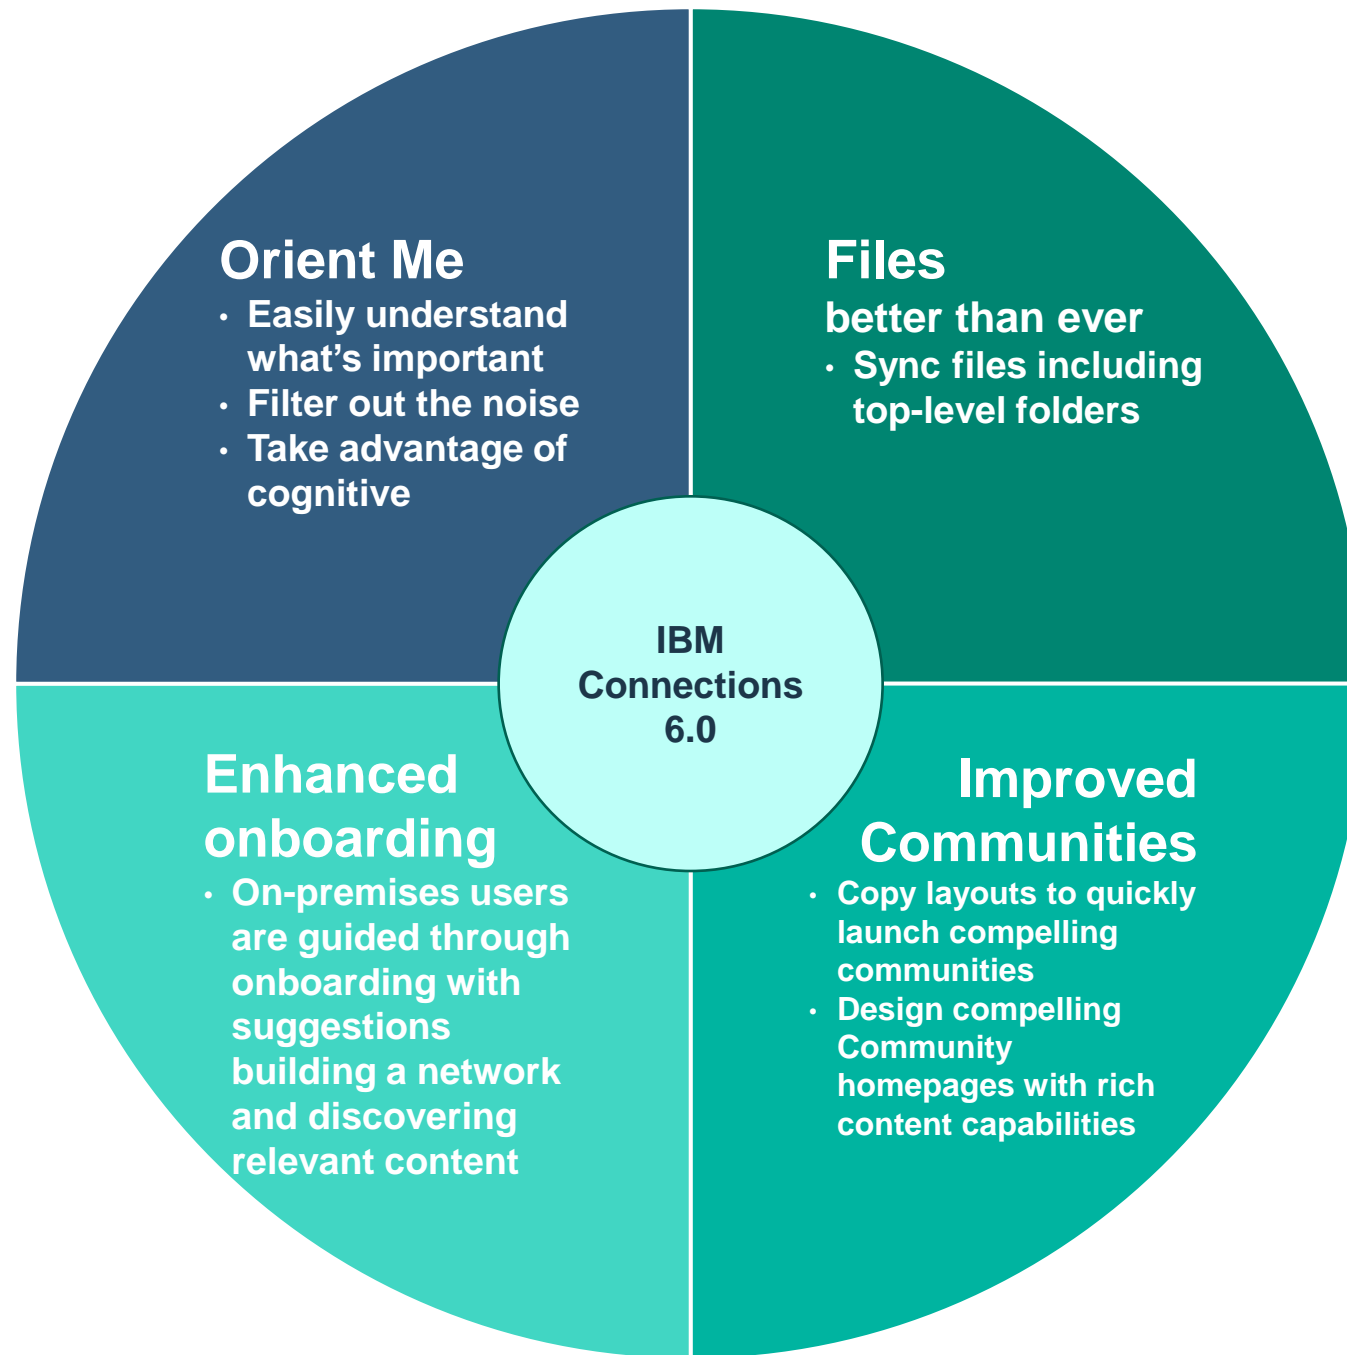 Orient Me
• Easily understand
what's important
• Filter out the noise
• Take advantage of
cognitive
Files
better than ever
• Sync files including
top-level folders
IBM
Connections
6.0
Enhanced
onboarding
• On-premises users
are guided through
onboarding with
suggestions
building a network
and discovering
relevant content
Improved
Communities
• Copy layouts to quickly
launch compelling
communities
• Design compelling
Community
homepages with rich
content capabilities